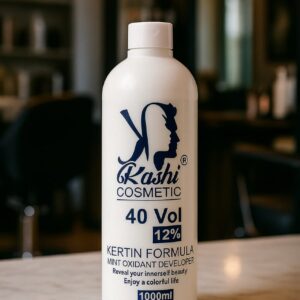 Kashi®
COSMETIC
40 Vol
12%
KERTIN FORMULA
MINT OXIDANT DEVELOPER
Reveal your innerself beauty
Enjoy a colorful life
1000ml